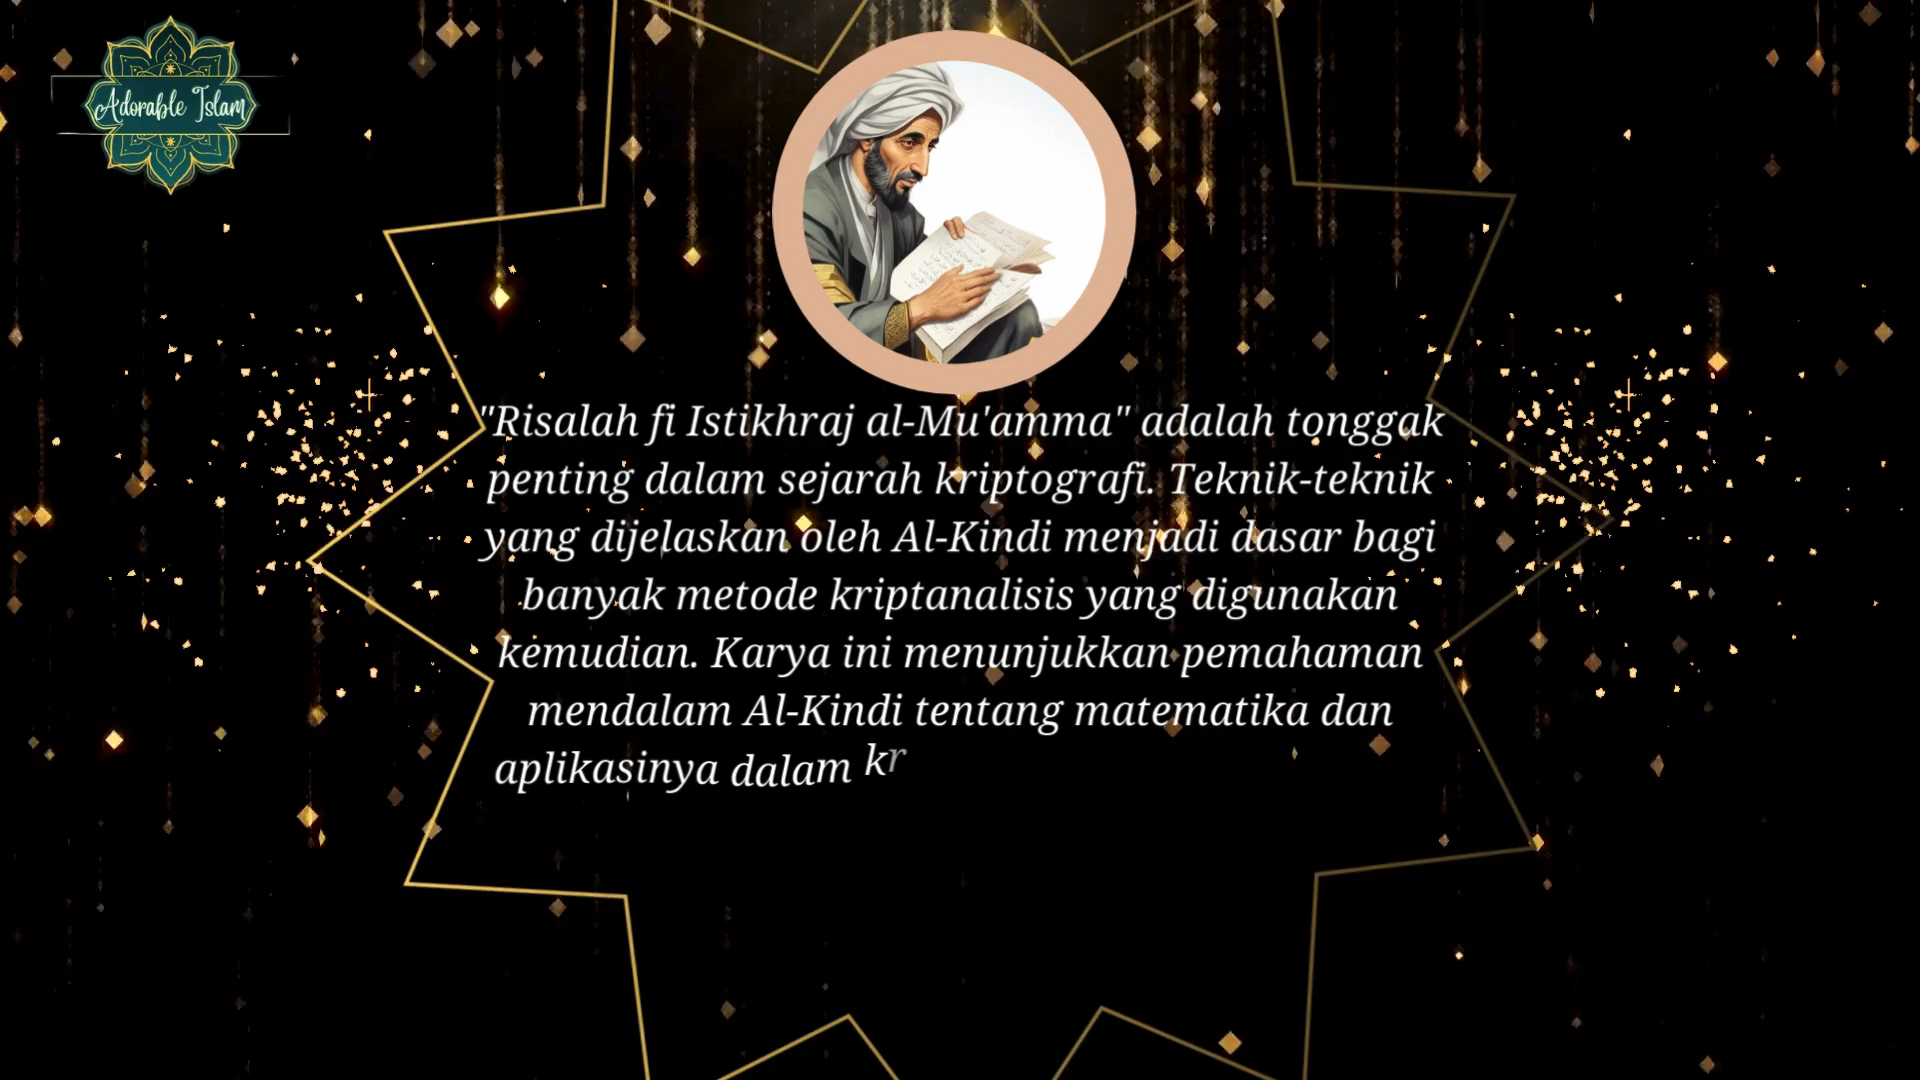 Adorable Islam
"Risalah fi Istikhraj al-Mu'amma" adalah tonggak
penting dalam sejarah kriptografi. Teknik-teknik
yang dijelaskan oleh Al-Kindi menjadi dasar bagi
banyak metode kriptanalisis yang digunakan
kemudian. Karya ini menunjukkan pemahaman
mendalam Al-Kindi tentang matematika dan
aplikasinya dalam kr